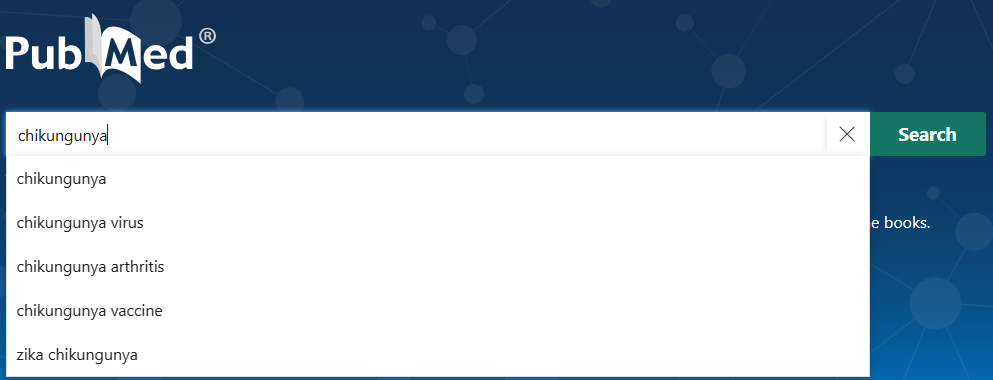 PubMed®
chikungunya
Search
chikungunya
chikungunya virus
books.
chikungunya arthritis
chikungunya vaccine
zika chikungunya